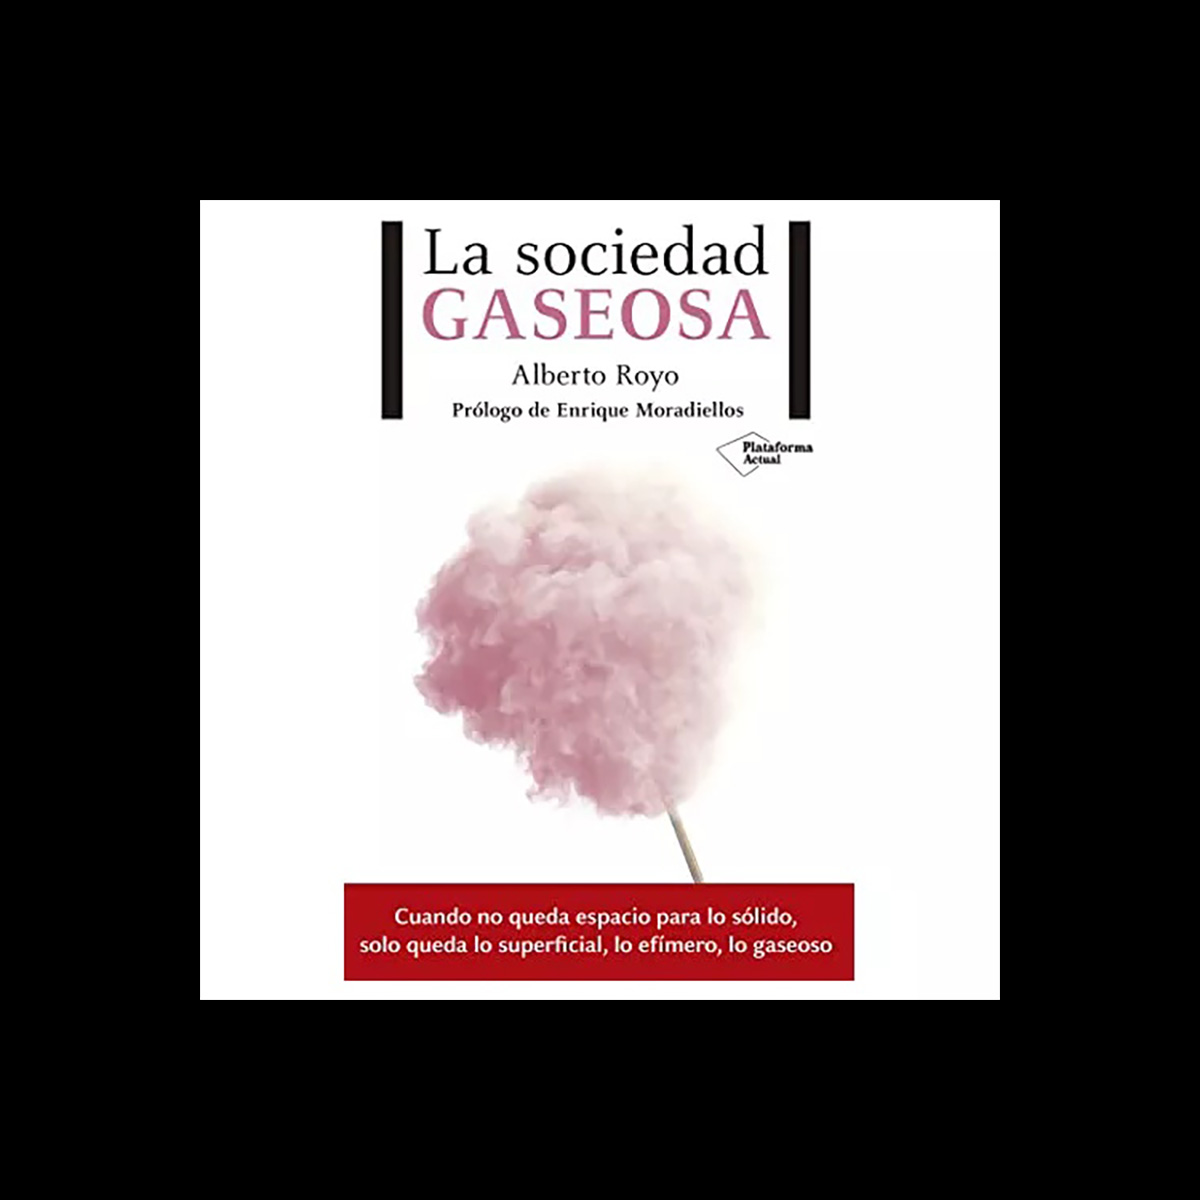 La sociedad
GASEOSA
Alberto Royo
Prólogo de Enrique Moradiellos
Plataforma
Actual
Cuando no queda espacio para lo sólido,
solo queda lo superficial, lo efímero, lo gaseoso